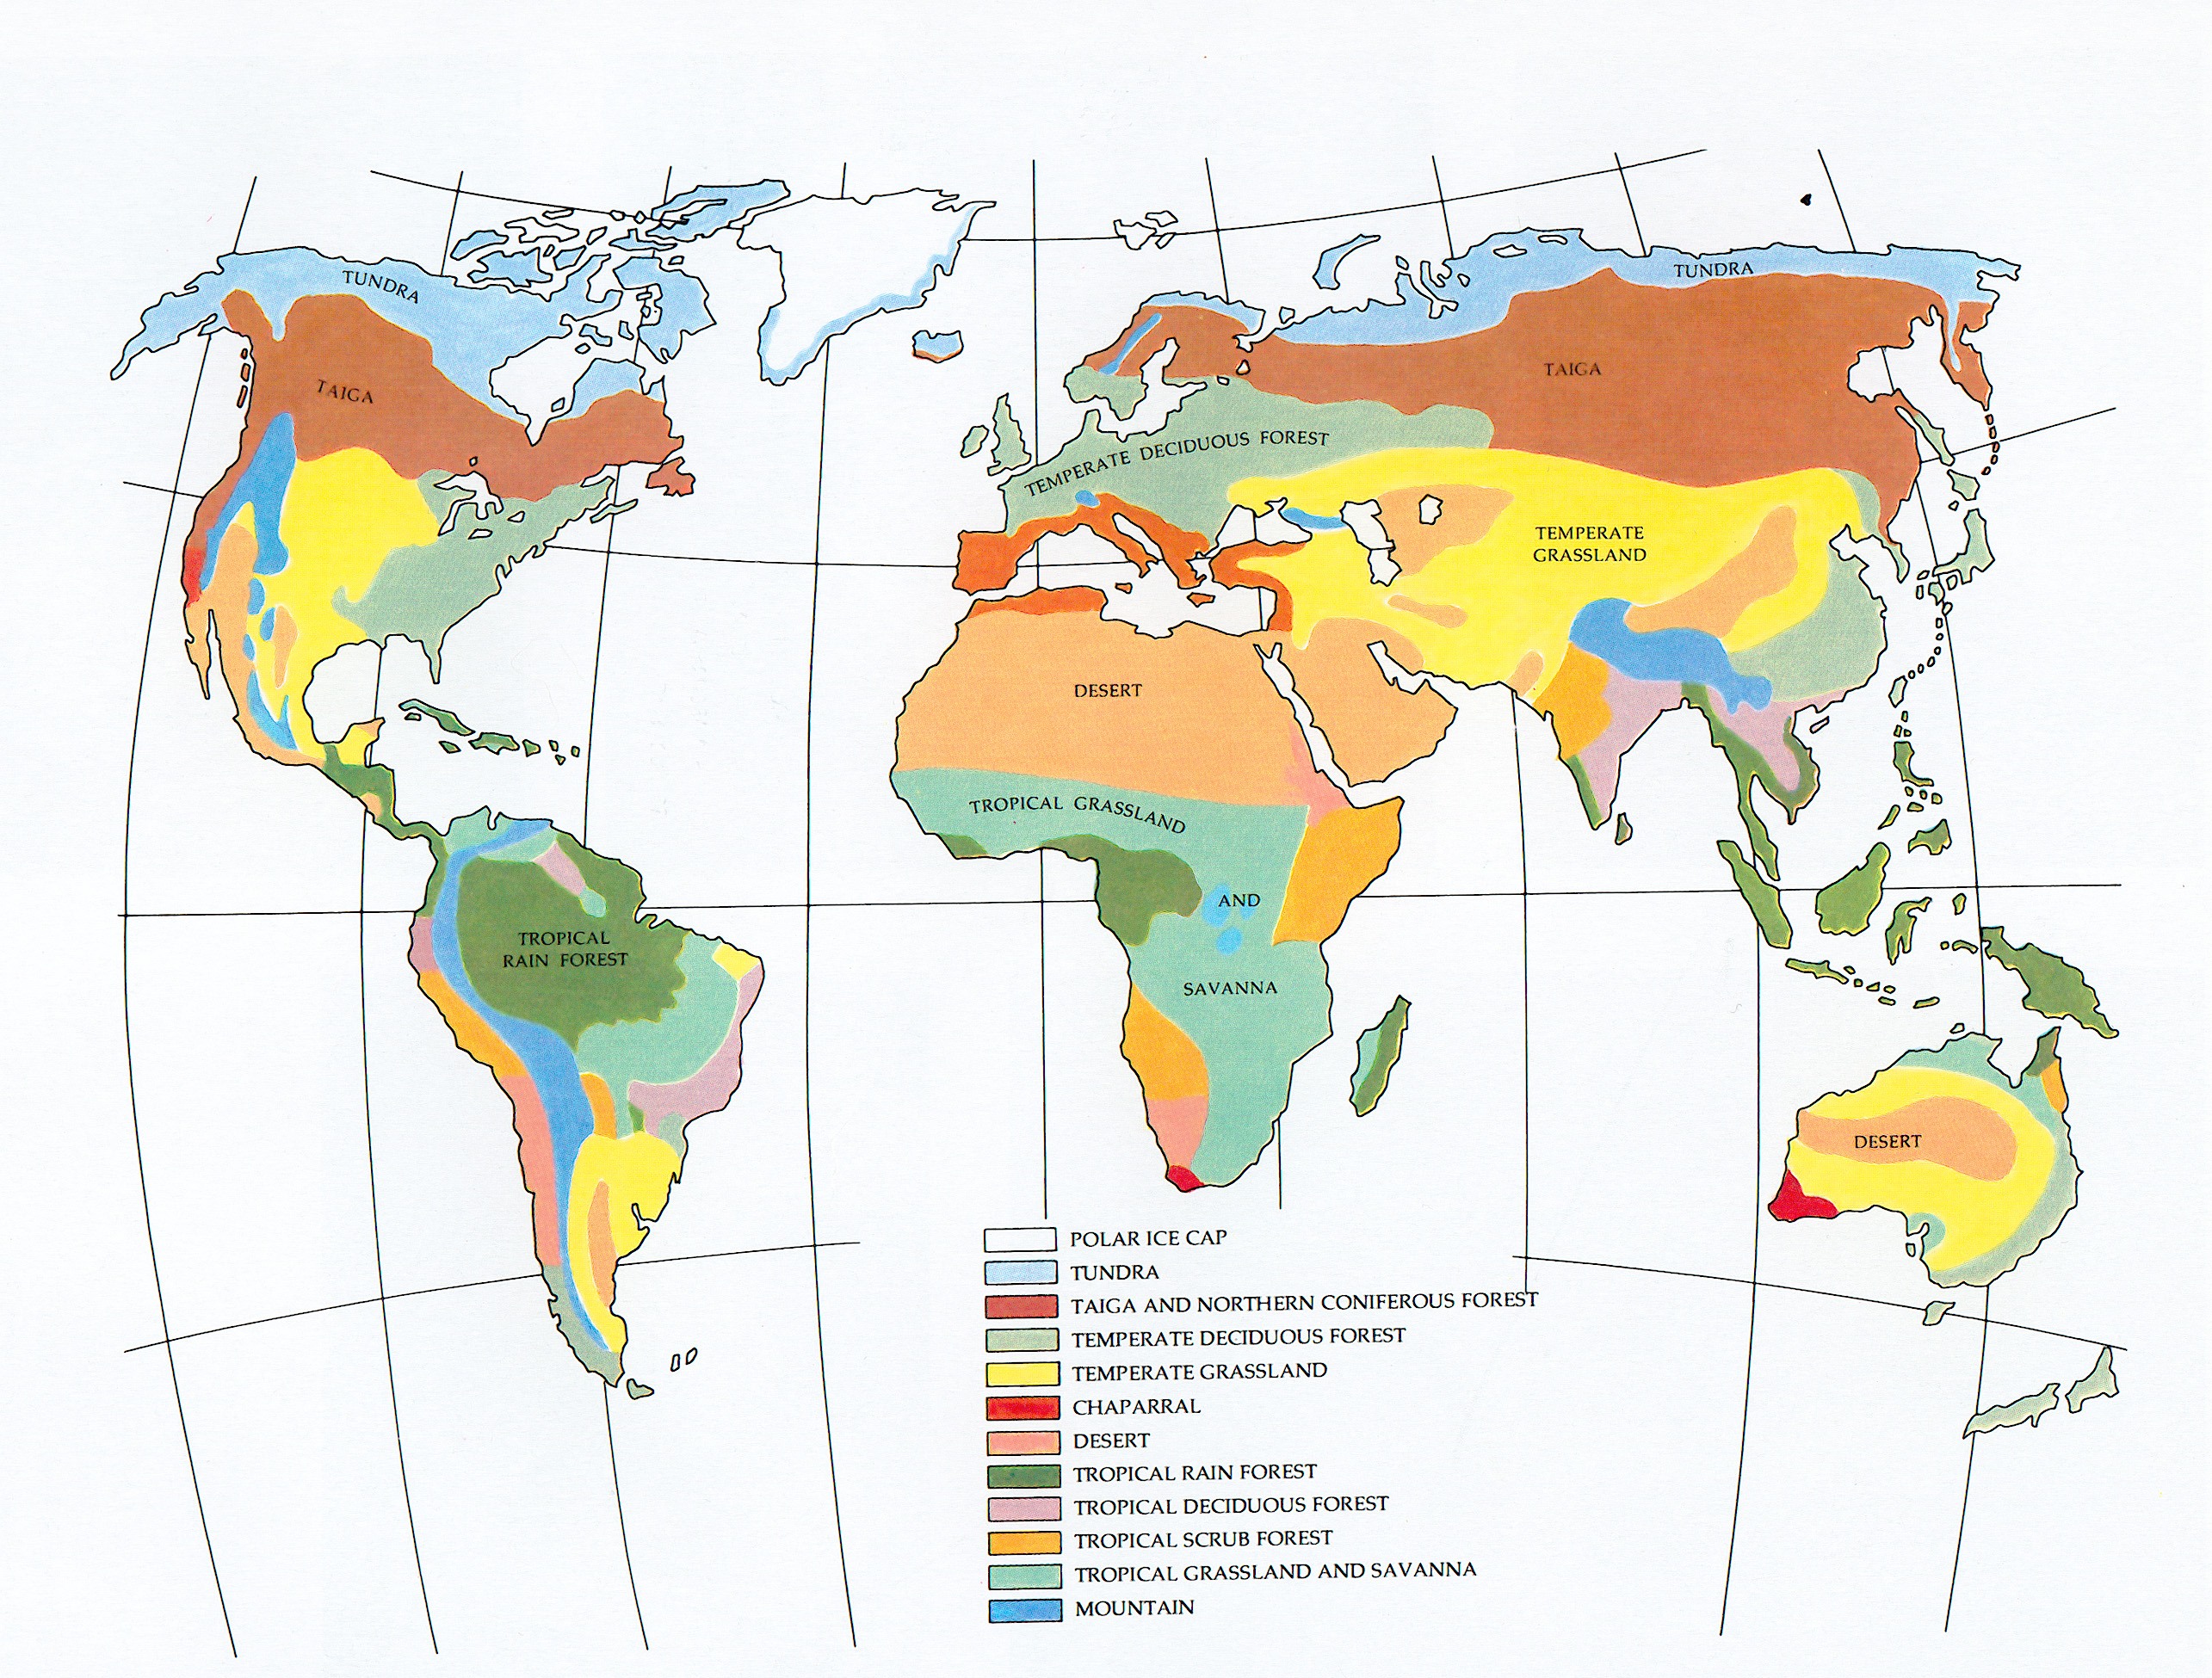 TUNDRA
TUNDRA
TAIGA
TAIGA
TEMPERATE DECIDUOUS FOREST
TEMPERATE
GRASSLAND
DESERT
TROPICAL GRASSLAND
AND
SAVANNA
TROPICAL
RAIN FOREST
DESERT
POLAR ICE CAP
TUNDRA
TAIGA AND NORTHERN CONIFEROUS FOREST
TEMPERATE DECIDUOUS FOREST
TEMPERATE GRASSLAND
CHAPARRAL
DESERT
TROPICAL RAIN FOREST
TROPICAL DECIDUOUS FOREST
TROPICAL SCRUB FOREST
TROPICAL GRASSLAND AND SAVANNA
MOUNTAIN